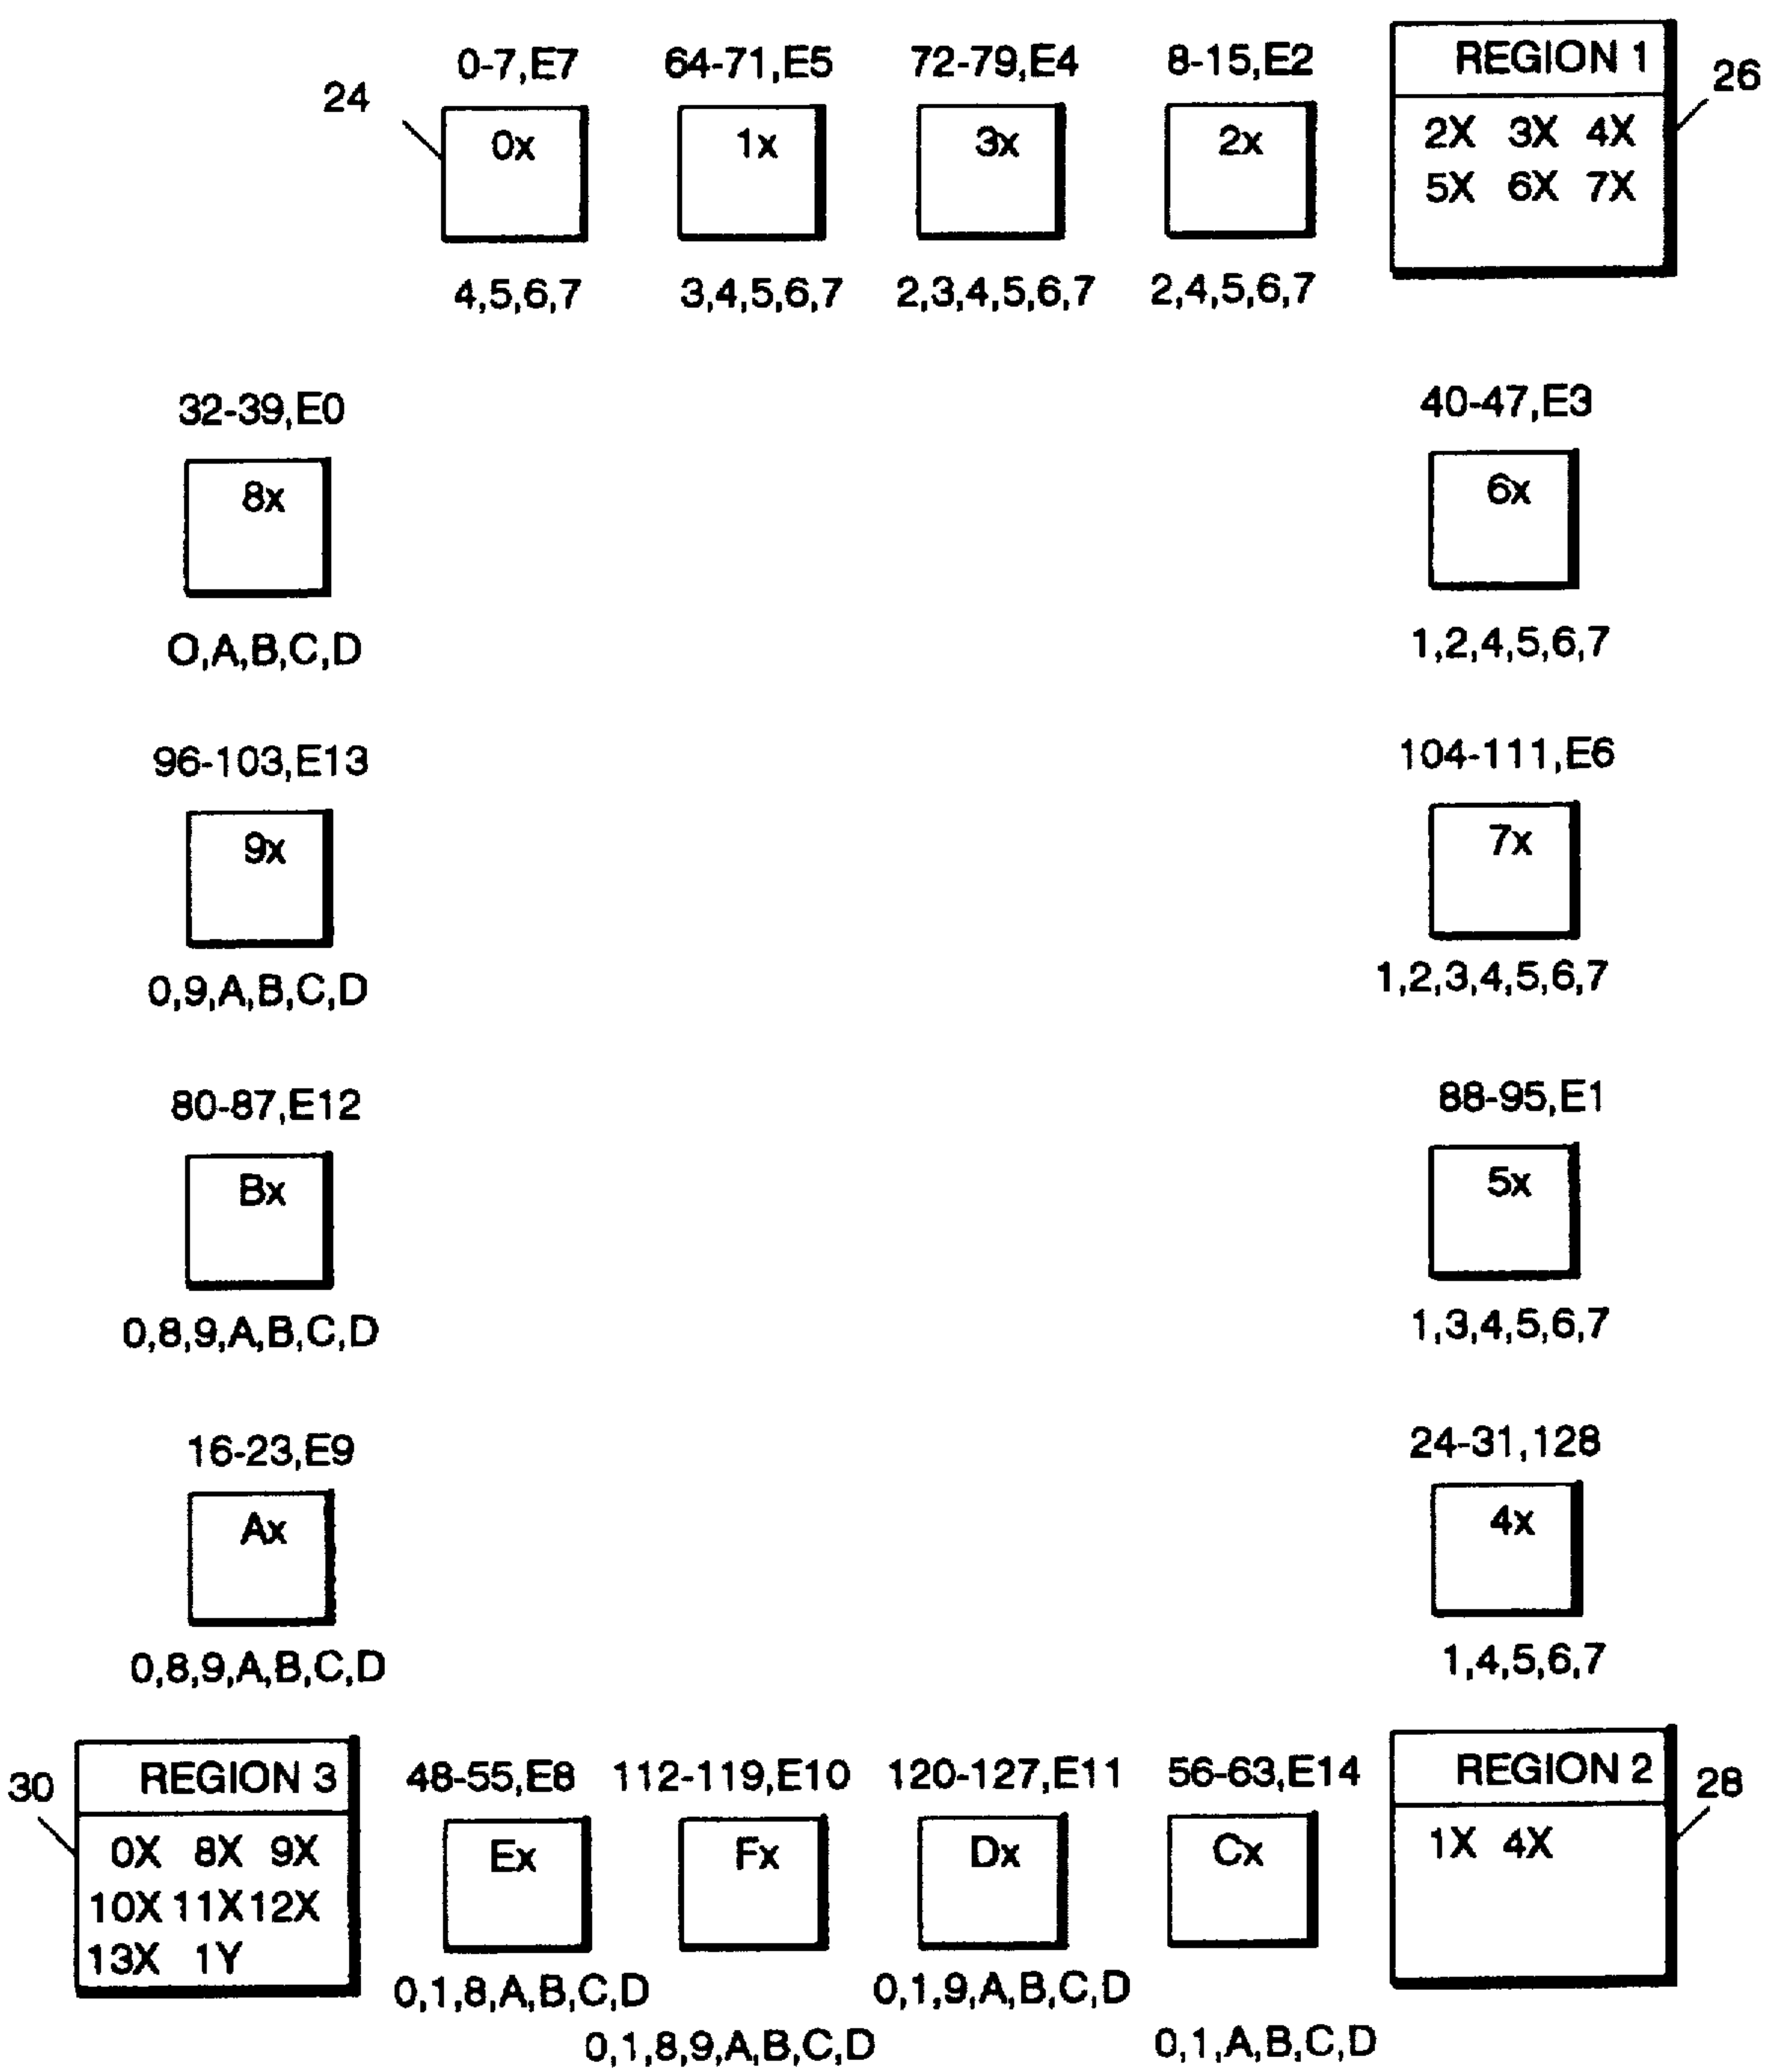 0-7,E7 64-71,E5 72-79,E4 8-15,E2 REGION 1
24 26
0x 1x 3x 2x 2X 3X 4X
5X 6X 7X
4,5,6,7 3,4,5,6,7 2,3,4,5,6,7 2,4,5,6,7
32-39,E0 40-47,E3
8x 6x
O,A,B,C,D 1,2,4,5,6,7
96-103,E13 104-111,E6
9x 7x
0,9,A,B,C,D 1,2,3,4,5,6,7
80-87,E12 88-95,E1
Bx 5x
0,8,9,A,B,C,D 1,3,4,5,6,7
16-23,E9 24-31,128
Ax 4x
0,8,9,A,B,C,D 1,4,5,6,7
30 REGION 3 48-55,E8 112-119,E10 120-127,E11 56-63,E14 REGION 2 28
0X 8X 9X Ex Fx Dx Cx 1X 4X
10X 11X 12X
13X 1Y
0,1,8,A,B,C,D 0,1,9,A,B,C,D
0,1,8,9,A,B,C,D 0,1,A,B,C,D